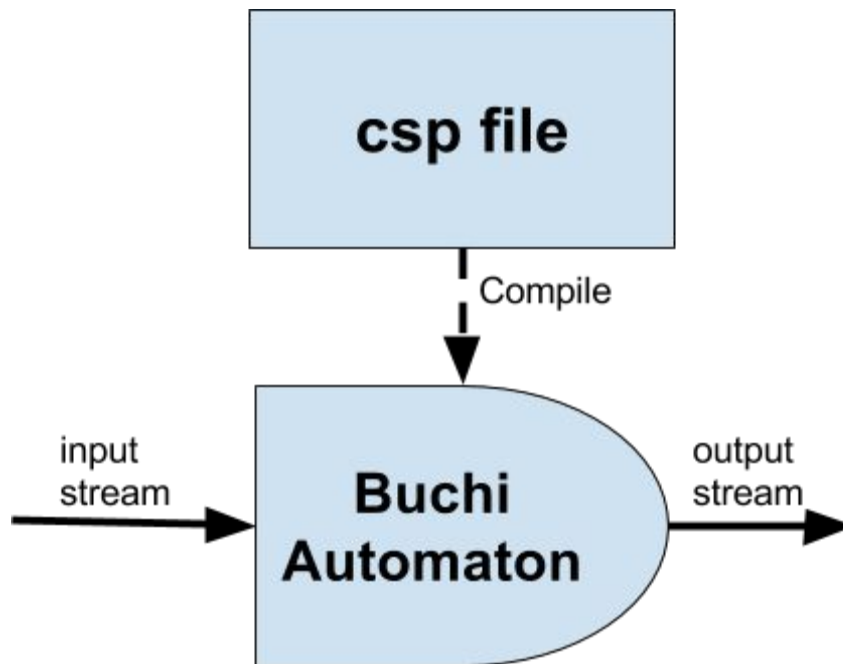 csp file
Compile
input
stream
Buchi
Automaton
output
stream